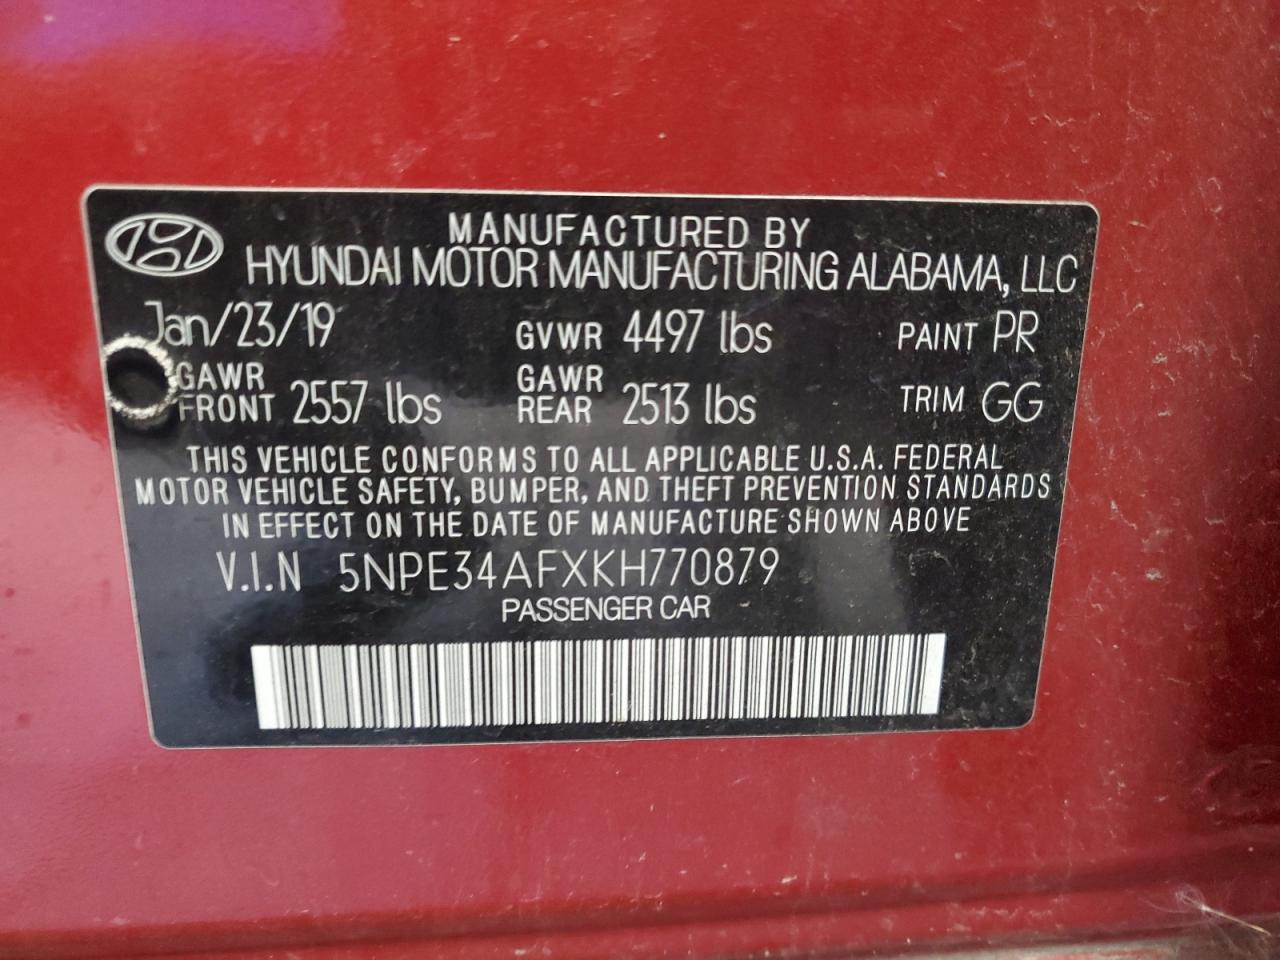 MANUFACTURED BY
HYUNDAI MOTOR MANUFACTURING ALABAMA, LLC
Jan/23/19 GVWR 4497 lbs PAINT PR
GAWR FRONT 2557 lbs GAWR REAR 2513 lbs TRIM GG
THIS VEHICLE CONFORMS TO ALL APPLICABLE U.S.A. FEDERAL
MOTOR VEHICLE SAFETY, BUMPER, AND THEFT PREVENTION STANDARDS
IN EFFECT ON THE DATE OF MANUFACTURE SHOWN ABOVE
V.I.N 5NPE34AFXKH770879
PASSENGER CAR